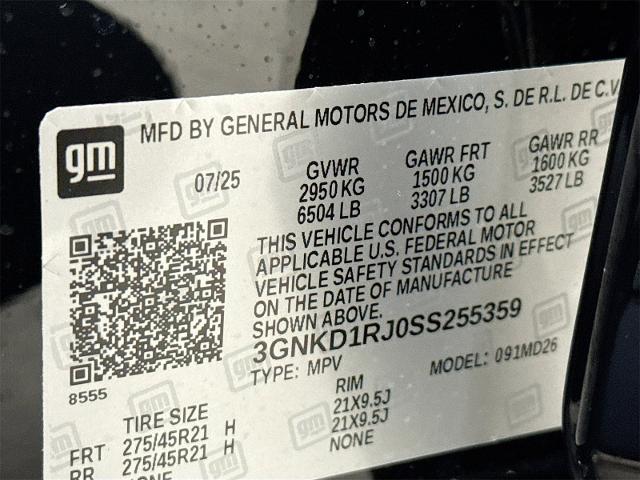 MFD BY GENERAL MOTORS DE MEXICO, S. DE R.L. DE C.V
gm
07/25
GVWR
2950 KG
6504 LB
GAWR FRT
1500 KG
3307 LB
GAWR RR
1600 KG
3527 LB
THIS VEHICLE CONFORMS TO ALL
APPLICABLE U.S. FEDERAL MOTOR
VEHICLE SAFETY STANDARDS IN EFFECT
ON THE DATE OF MANUFACTURE
SHOWN ABOVE.
3GNKD1RJ0SS255359
TYPE: MPV
MODEL: 091MD26
8555
TIRE SIZE
RIM
FRT 275/45R21 H 21X9.5J
RR 275/45R21 H 21X9.5J
NONE